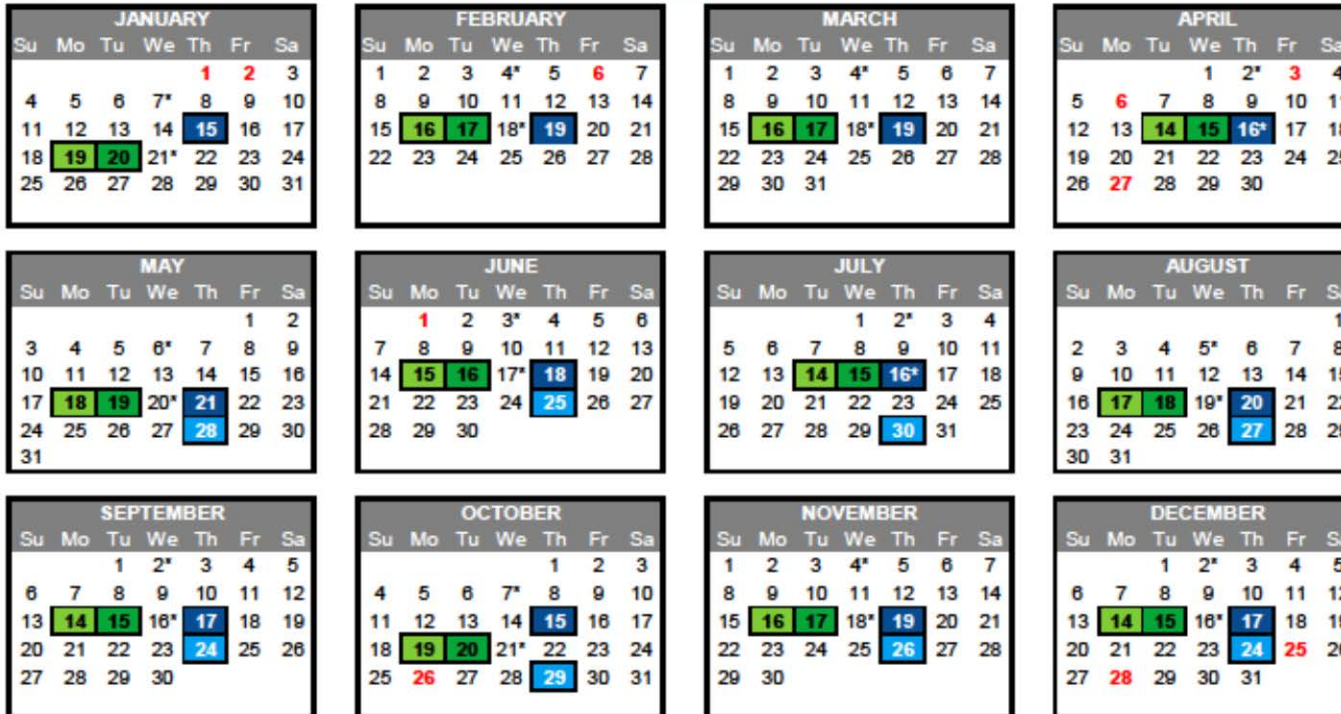 JANUARY
Su Mo Tu We Th Fr Sa
1 2 3
4 5 6 7* 8 9 10
11 12 13 14 15 16 17
18 19 20 21* 22 23 24
25 26 27 28 29 30 31
FEBRUARY
Su Mo Tu We Th Fr Sa
1 2 3 4* 5 6 7
8 9 10 11 12 13 14
15 16 17 18* 19 20 21
22 23 24 25 26 27 28
MARCH
Su Mo Tu We Th Fr Sa
1 2 3 4* 5 6 7
8 9 10 11 12 13 14
15 16 17 18* 19 20 21
22 23 24 25 26 27 28
29 30 31
APRIL
Su Mo Tu We Th Fr Sa
1 2* 3 4
5 6 7 8 9 10 11
12 13 14 15 16* 17 18
19 20 21 22 23 24 25
26 27 28 29 30
MAY
Su Mo Tu We Th Fr Sa
1 2
3 4 5 6* 7 8 9
10 11 12 13 14 15 16
17 18 19 20* 21 22 23
24 25 26 27 28 29 30
31
JUNE
Su Mo Tu We Th Fr Sa
1 2 3* 4 5 6
7 8 9 10 11 12 13
14 15 16 17* 18 19 20
21 22 23 24 25 26 27
28 29 30
JULY
Su Mo Tu We Th Fr Sa
1 2* 3 4
5 6 7 8 9 10 11
12 13 14 15 16* 17 18
19 20 21 22 23 24 25
26 27 28 29 30 31
AUGUST
Su Mo Tu We Th Fr Sa
1
2 3 4 5* 6 7 8
9 10 11 12 13 14 15
16 17 18 19* 20 21 22
23 24 25 26 27 28 29
30 31
SEPTEMBER
Su Mo Tu We Th Fr Sa
1 2* 3 4 5
6 7 8 9 10 11 12
13 14 15 16* 17 18 19
20 21 22 23 24 25 26
27 28 29 30
OCTOBER
Su Mo Tu We Th Fr Sa
1 2 3
4 5 6 7* 8 9 10
11 12 13 14 15 16 17
18 19 20 21* 22 23 24
25 26 27 28 29 30 31
NOVEMBER
Su Mo Tu We Th Fr Sa
1 2 3 4* 5 6 7
8 9 10 11 12 13 14
15 16 17 18* 19 20 21
22 23 24 25 26 27 28
29 30
DECEMBER
Su Mo Tu We Th Fr Sa
1 2* 3 4 5
6 7 8 9 10 11 12
13 14 15 16* 17 18 19
20 21 22 23 24 25 26
27 28 29 30 31